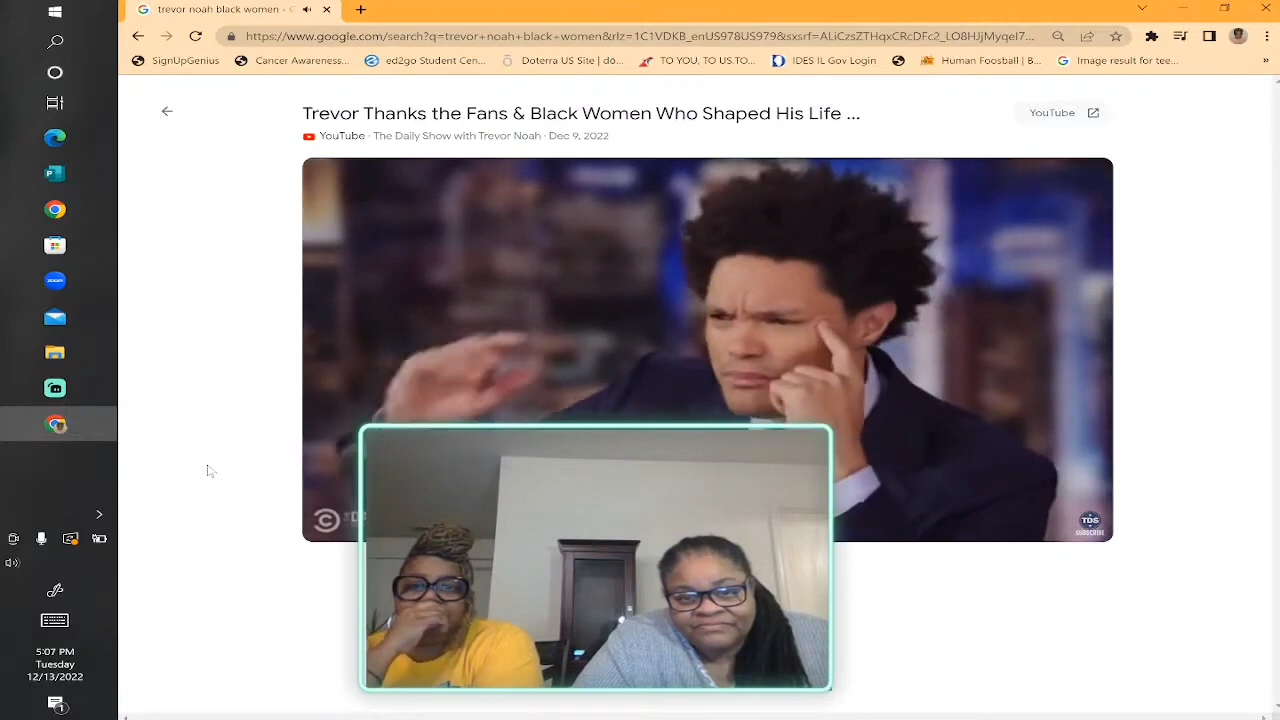 trevor noah black women - G
https://www.google.com/search?q=trevor+noah+black+women&rlz=1C1VDKB_enUS978US979&sxsrf=ALiCzsZTHqxCRcDFc2_LO8HJjMyqeI7...
SignUpGenius
Cancer Awareness...
ed2go Student Cen...
Doterra US Site | dō...
TO YOU, TO US.TO...
IDES IL Gov Login
Human Foosball | B...
Image result for tee...
»
Trevor Thanks the Fans & Black Women Who Shaped His Life ...
YouTube
YouTube · The Daily Show with Trevor Noah · Dec 9, 2022
zoom
TDS
SUBSCRIBE
5:07 PM
Tuesday
12/13/2022
1